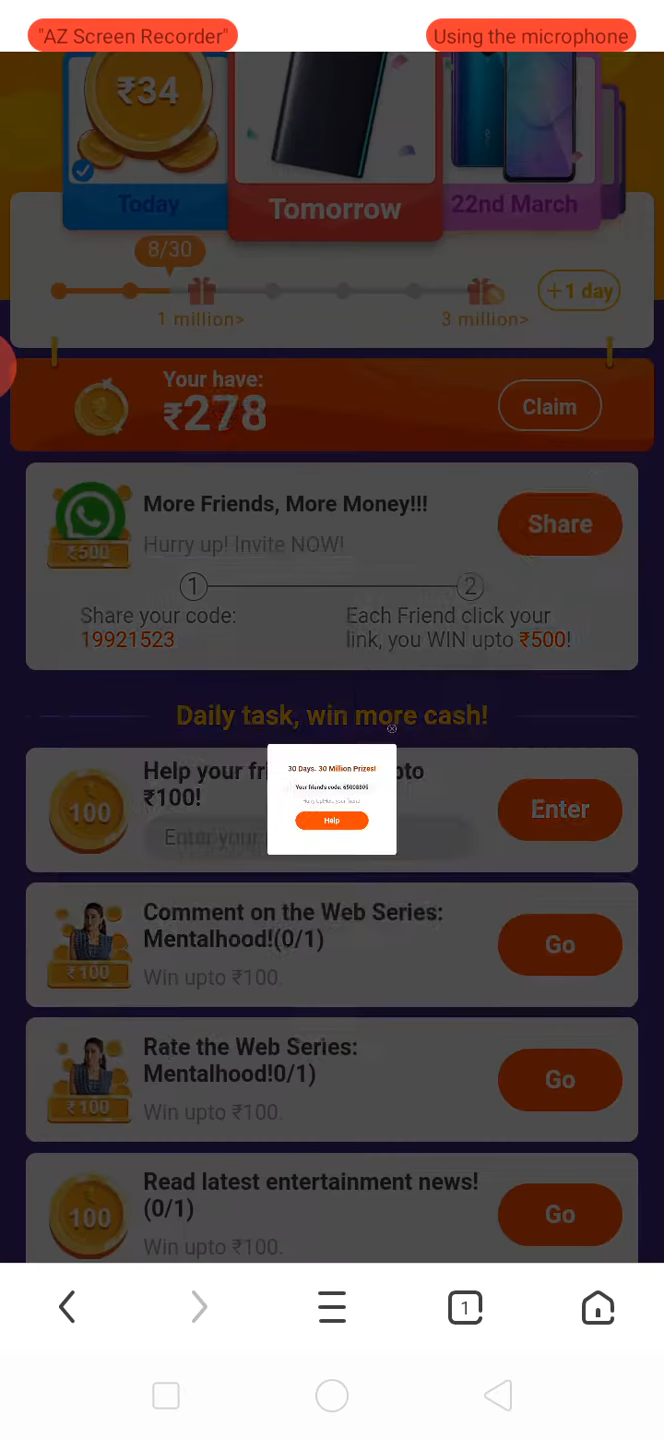 "AZ Screen Recorder"
Using the microphone
₹34
Today
Tomorrow
22nd March
8/30
1 million>
3 million>
+1 day
Your have:
₹278
Claim
More Friends, More Money!!!
₹500
Hurry up! Invite NOW!
Share
1
2
Share your code:
19921523
Each Friend click your
link, you WIN upto ₹500!
Daily task, win more cash!
30 Days. 30 Million Prizes!
Your friend's code:
Help
Help your
₹100!
100
Enter your
Enter
Comment on the Web Series:
Mentalhood!(0/1)
₹100
Win upto ₹100.
Go
Rate the Web Series:
Mentalhood!0/1)
₹100
Win upto ₹100.
Go
Read latest entertainment news!
(0/1)
100
Win upto ₹100.
Go
1